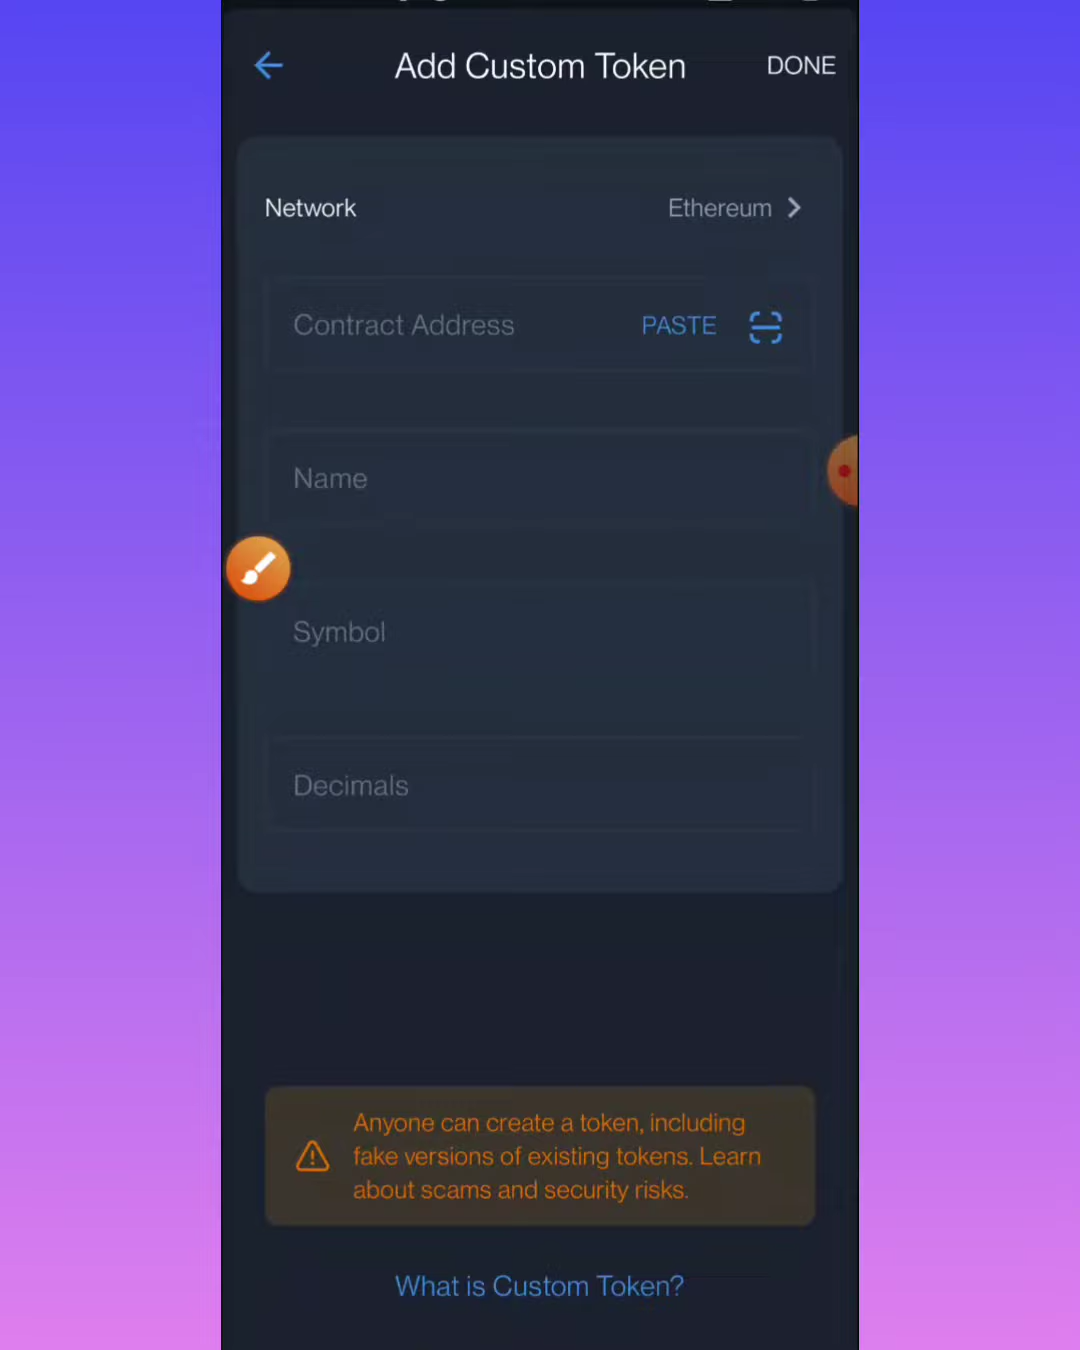 Add Custom Token
DONE
Network
Ethereum
Contract Address
PASTE
Name
Symbol
Decimals
Anyone can create a token, including
fake versions of existing tokens. Learn
about scams and security risks.
What is Custom Token?